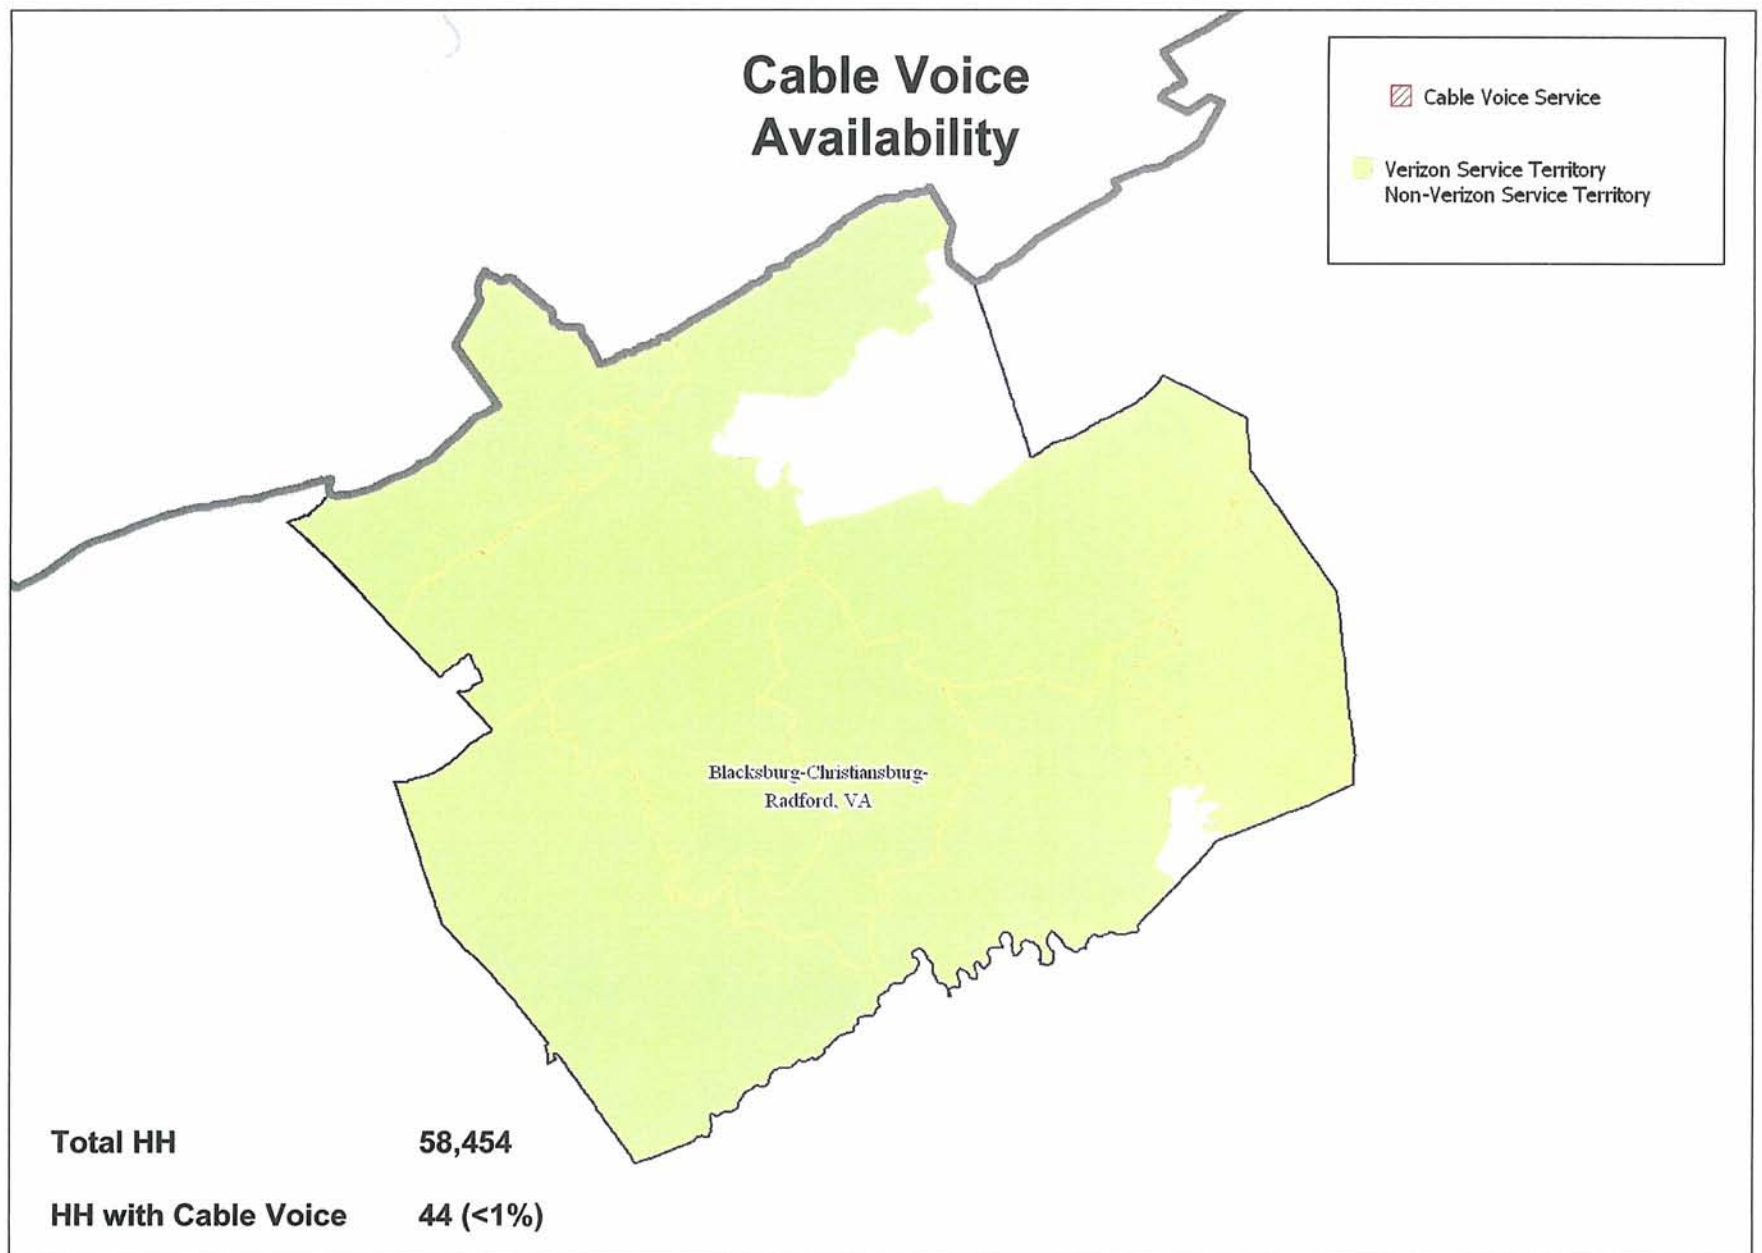 Cable Voice
Availability
Cable Voice Service
Verizon Service Territory
Non-Verizon Service Territory
Blacksburg-Christiansburg-
Radford, VA
Total HH 58,454
HH with Cable Voice 44 (<1%)